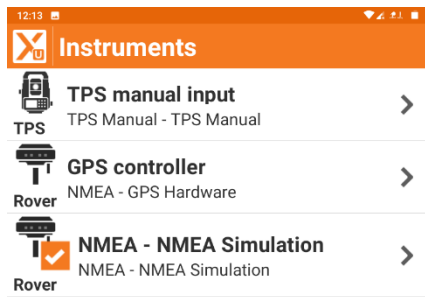 12:13
Xu
Instruments
TPS manual input
TPS Manual - TPS Manual
TPS
GPS controller
NMEA - GPS Hardware
Rover
NMEA - NMEA Simulation
NMEA - NMEA Simulation
Rover